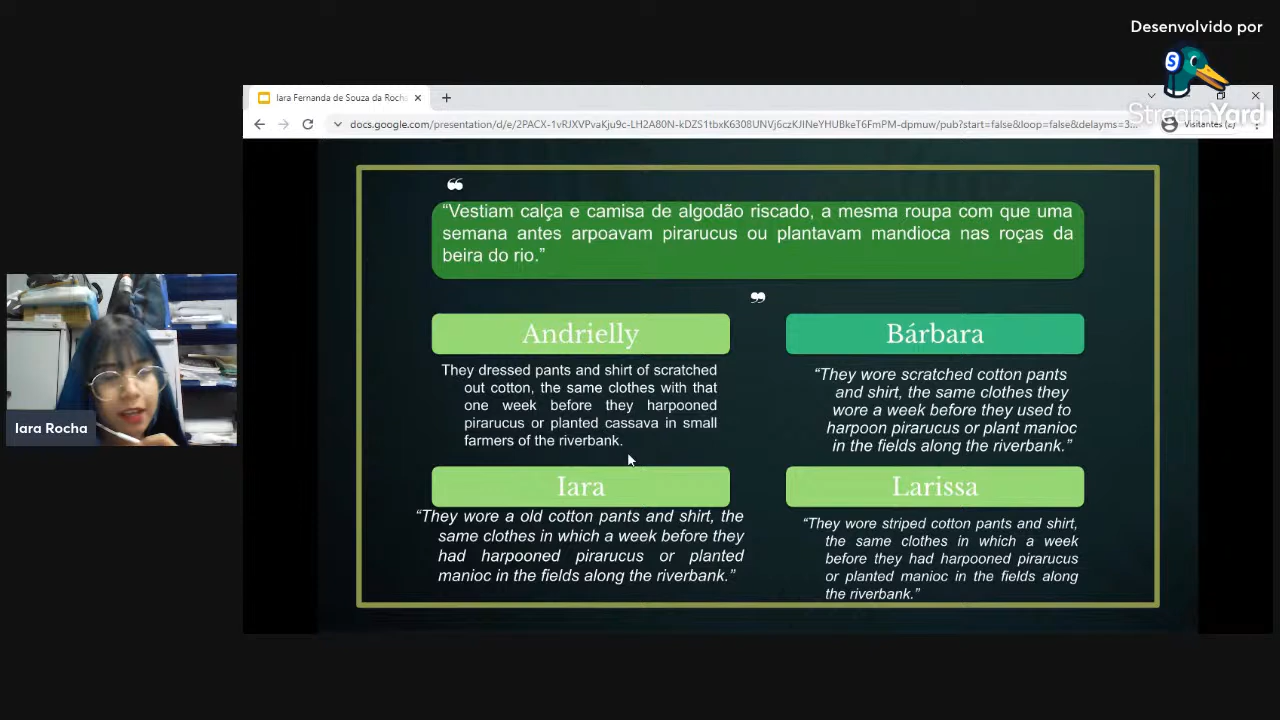 Desenvolvido por
StreamYard
Iara Fernanda de Souza da Rocha
docs.google.com/presentation/d/e/2PACX-1vRJXVPvaKju9c-LH2A80N-kDZS1tbxK6308UNVj6czKJINeYHUBkeT6FmPM-dpmuw/pub?start=false&loop=false&delayms=3...
Visitantes (2)
❝
“Vestiam calça e camisa de algodão riscado, a mesma roupa com que uma
semana antes arpoavam pirarucus ou plantavam mandioca nas roças da
beira do rio.”
❞
Andrielly
They dressed pants and shirt of scratched
out cotton, the same clothes with that
one week before they harpooned
pirarucus or planted cassava in small
farmers of the riverbank.
Bárbara
“They wore scratched cotton pants
and shirt, the same clothes they
wore a week before they used to
harpoon pirarucus or plant manioc
in the fields along the riverbank.”
Iara Rocha
Iara
“They wore a old cotton pants and shirt, the
same clothes in which a week before they
had harpooned pirarucus or planted
manioc in the fields along the riverbank.”
Larissa
“They wore striped cotton pants and shirt,
the same clothes in which a week
before they had harpooned pirarucus
or planted manioc in the fields along
the riverbank.”